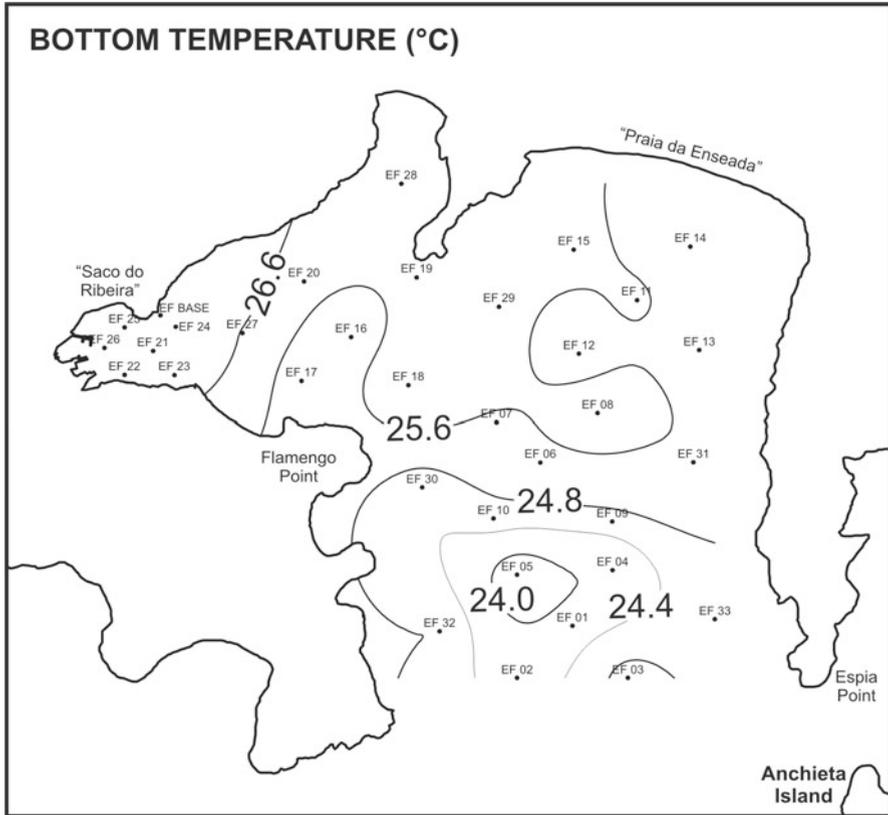 BOTTOM TEMPERATURE (°C)
"Praia da Enseada"
EF 28
EF 15
EF 14
26.6
EF 19
EF 20
"Saco do
Ribeira"
EF 11
EF BASE
EF 29
EF 25
EF 24
EF 27
EF 16
EF 26
EF 21
EF 12
EF 13
EF 22
EF 23
EF 17
EF 18
EF 08
25.6
EF 07
Flamengo
Point
EF 06
EF 31
EF 30
24.8
EF 10
EF 09
EF 05
EF 04
24.0
24.4
EF 32
EF 01
EF 33
EF 02
EF 03
Espia
Point
Anchieta
Island